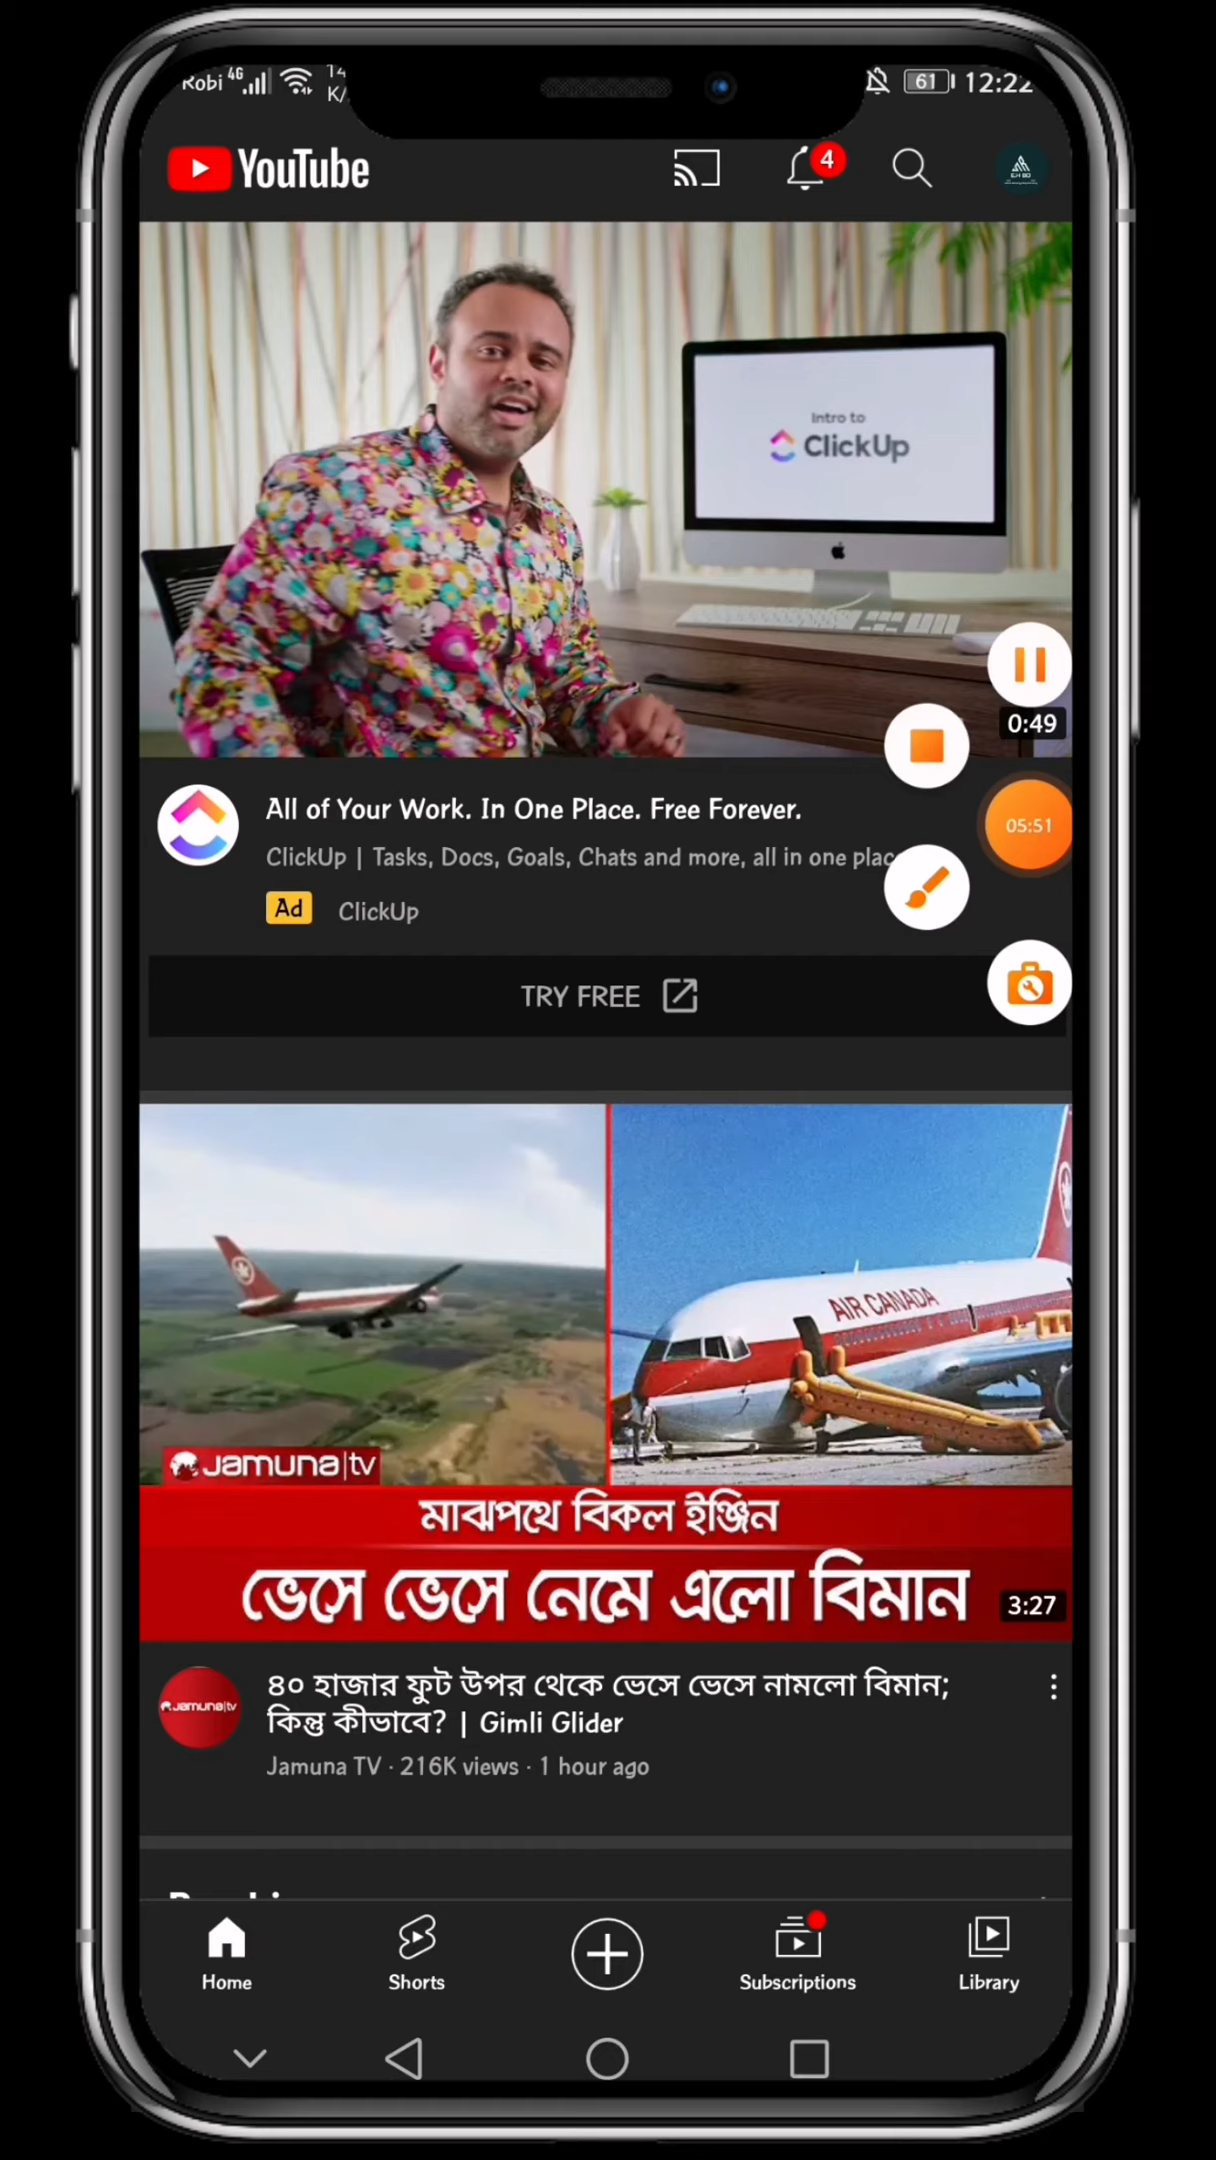 Robi 4G
61 12:22
YouTube
4
Intro to
ClickUp
0:49
05:51
All of Your Work. In One Place. Free Forever.
ClickUp | Tasks, Docs, Goals, Chats and more, all in one plac
Ad ClickUp
TRY FREE
AIR CANADA
Jamuna|tv
মাঝপথে বিকল ইঞ্জিন
ভেসে ভেসে নেমে এলো বিমান
3:27
Jamuna|tv
৪০ হাজার ফুট উপর থেকে ভেসে ভেসে নামলো বিমান;
কিন্তু কীভাবে? | Gimli Glider
Jamuna TV · 216K views · 1 hour ago
Home
Shorts
Subscriptions
Library